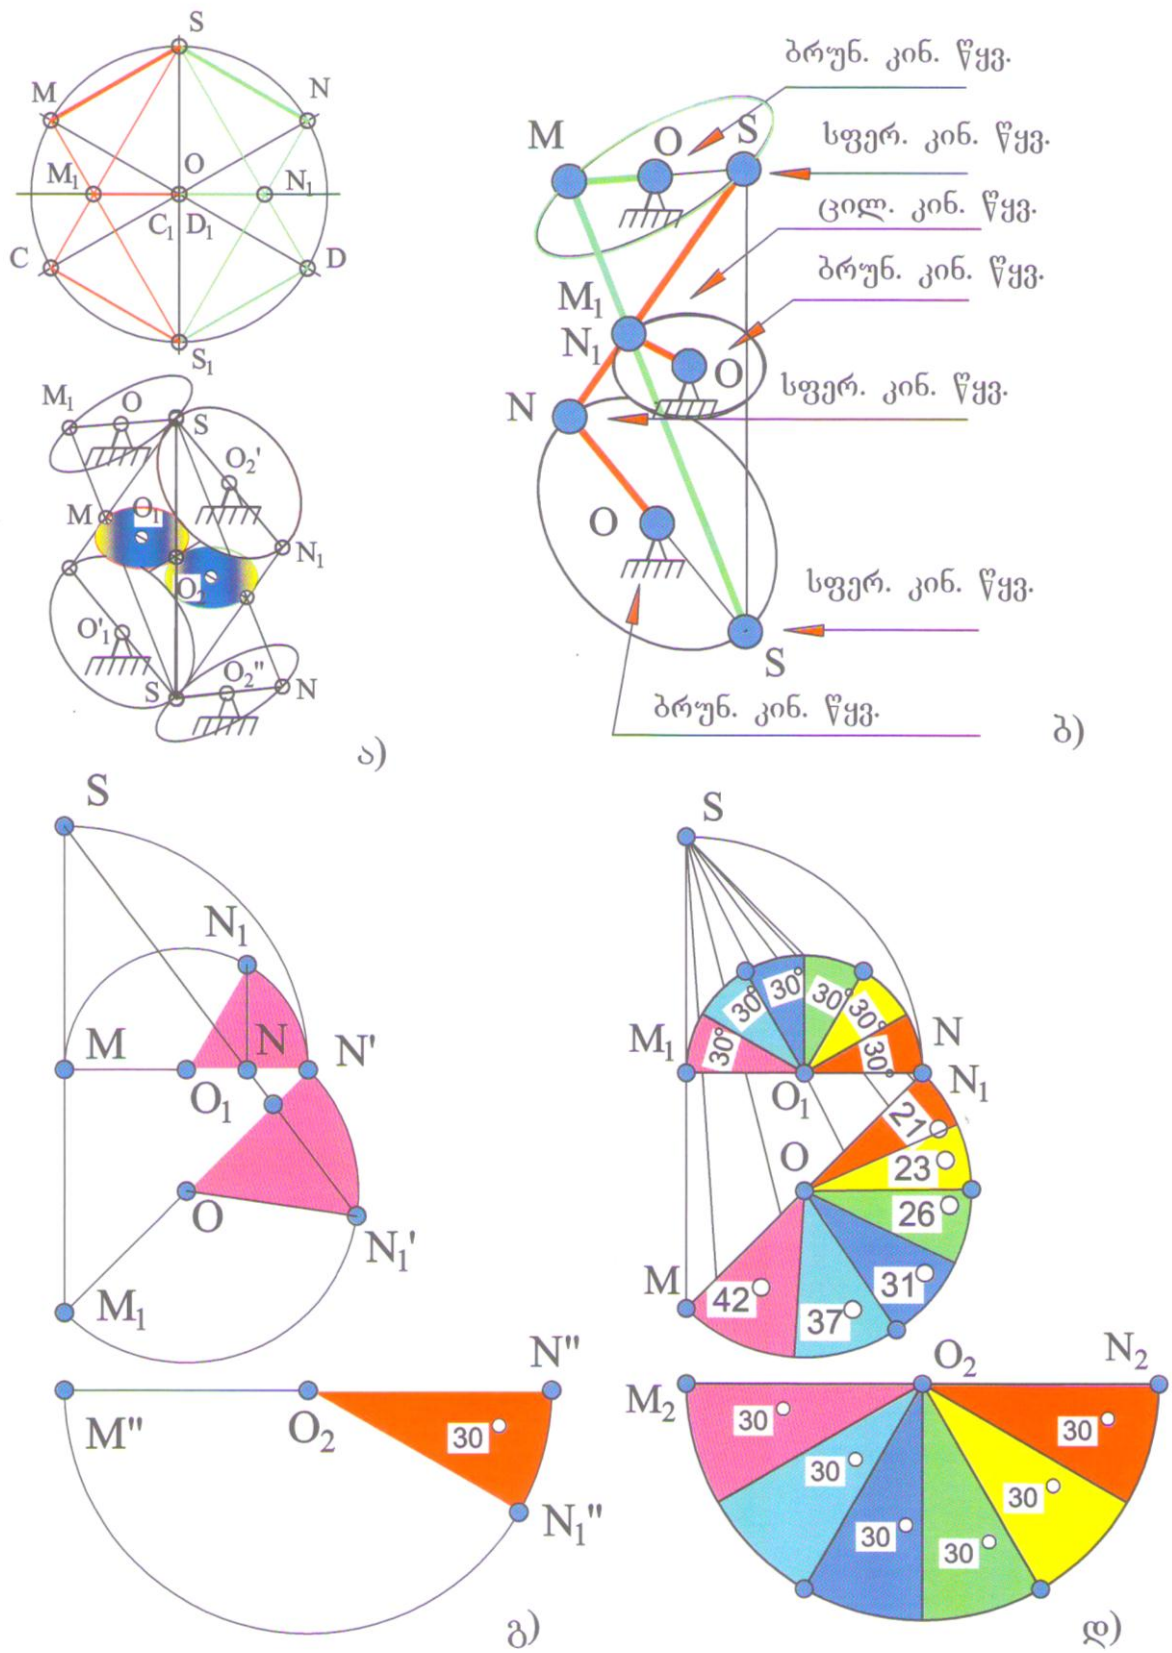 S
M
N
O
M₁
N₁
C₁
D₁
C
D
S₁
M₁
O
S
O₂'
M
O₁
N₁
O₂
O'₁
S
O₂"
N
ა)
ბრუნ. კინ. წყვ.
M
O
S
სფერ. კინ. წყვ.
ცილ. კინ. წყვ.
ბრუნ. კინ. წყვ.
M₁
N₁
O
N
სფერ. კინ. წყვ.
O
სფერ. კინ. წყვ.
S
ბრუნ. კინ. წყვ.
ბ)
S
N₁
M
N
N'
O₁
O
N₁'
M₁
N"
M"
O₂
30°
N₁"
გ)
S
30°
30°
30°
30°
30°
30°
M₁
N
N₁
O₁
21°
O
23°
26°
M
31°
42°
37°
O₂
N₂
M₂
30°
30°
30°
30°
30°
30°
დ)